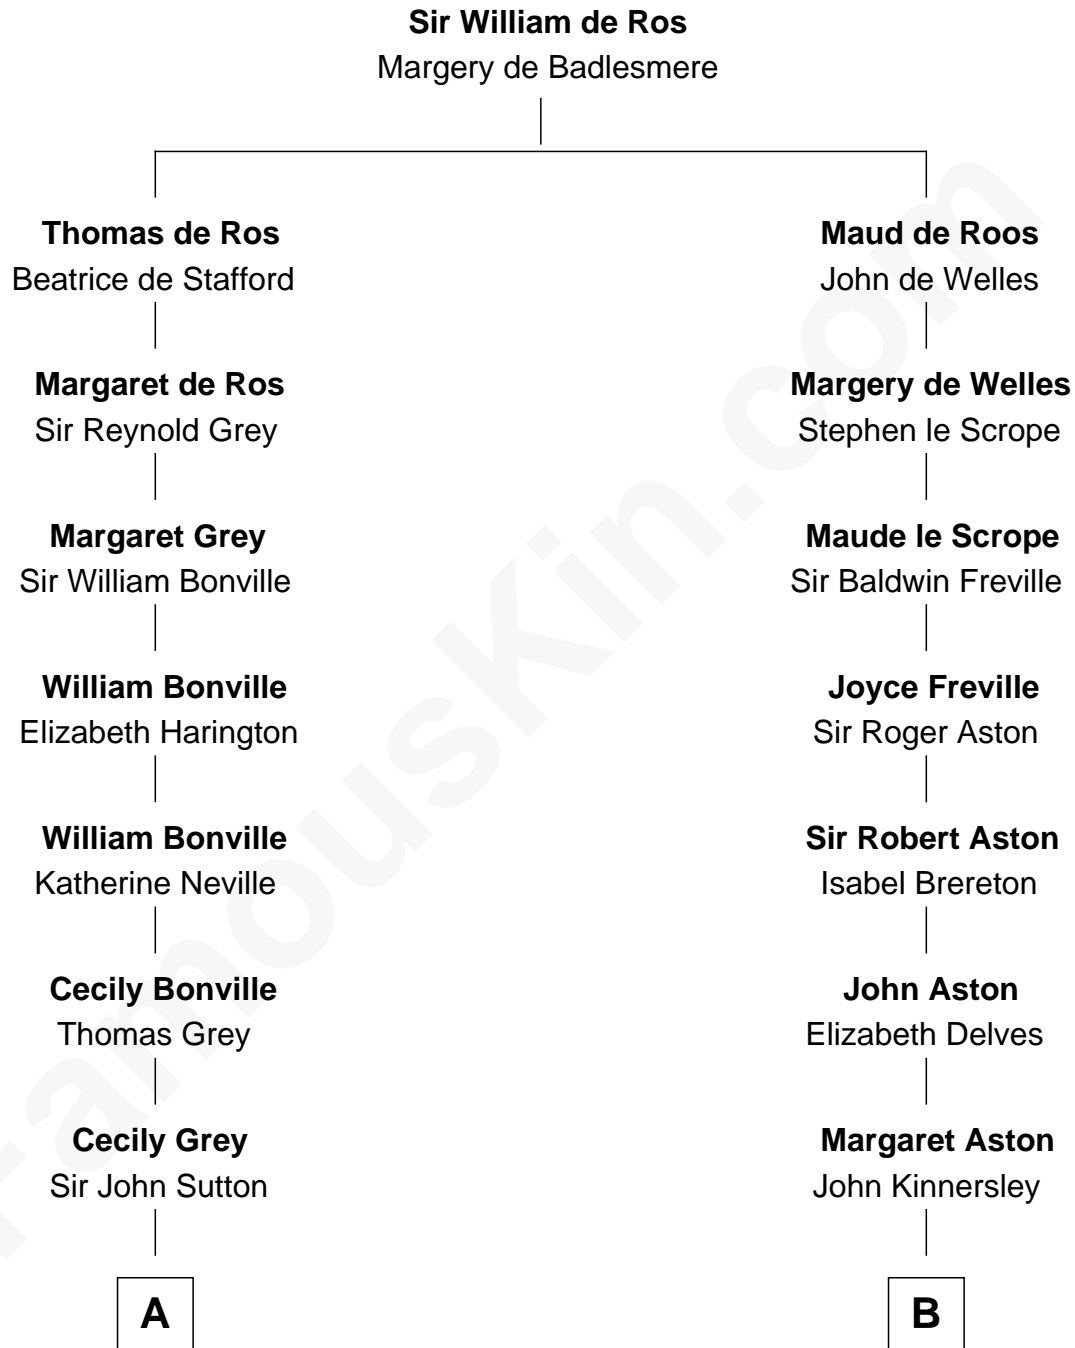 Sir William de Ros
Margery de Badlesmere
Thomas de Ros
Beatrice de Stafford
Maud de Roos
John de Welles
Margaret de Ros
Sir Reynold Grey
Margery de Welles
Stephen le Scrope
Margaret Grey
Sir William Bonville
Maude le Scrope
Sir Baldwin Freville
William Bonville
Elizabeth Harington
Joyce Freville
Sir Roger Aston
William Bonville
Katherine Neville
Sir Robert Aston
Isabel Brereton
Cecily Bonville
Thomas Grey
John Aston
Elizabeth Delves
Cecily Grey
Sir John Sutton
Margaret Aston
John Kinnersley
A
B
FamousKin.com